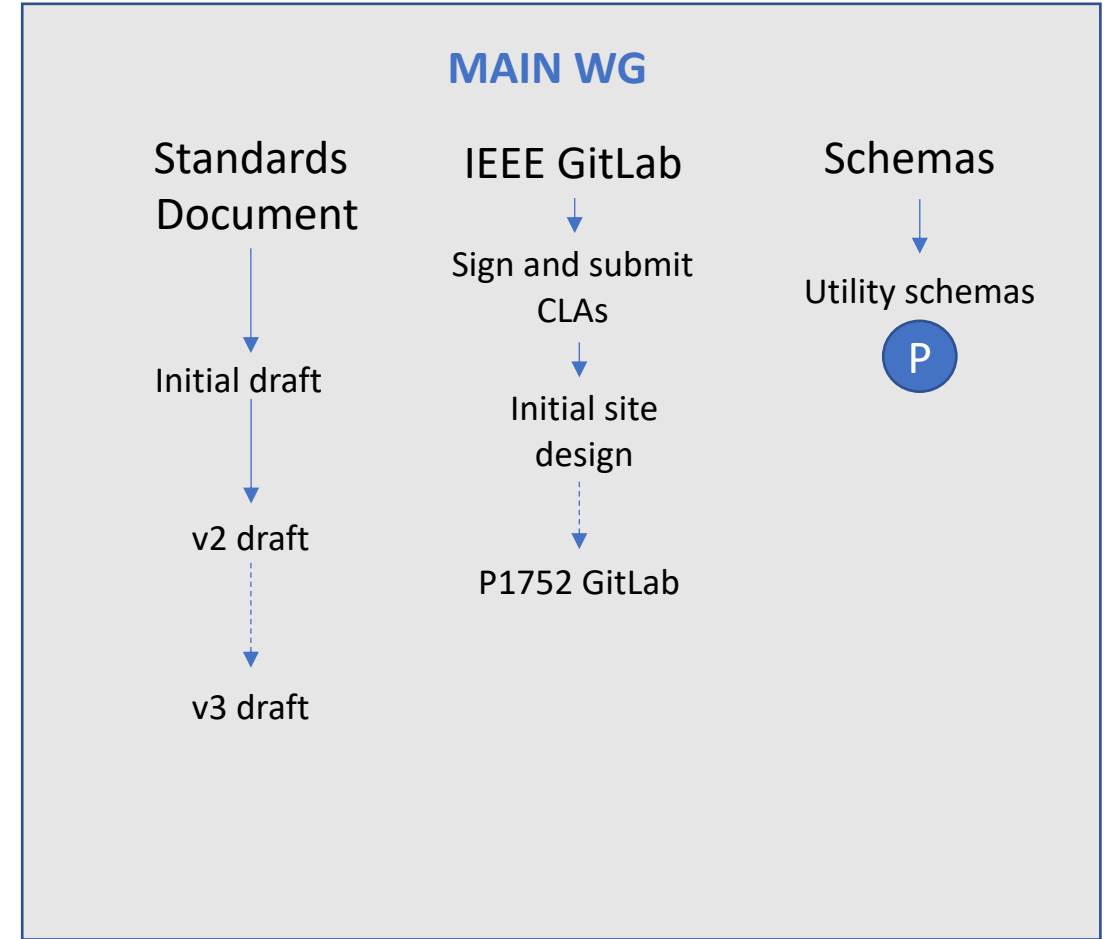 MAIN WG
Standards
Document
Initial draft
v2 draft
v3 draft
IEEE GitLab
Sign and submit
CLAs
Initial site
design
P1752 GitLab
Schemas
Utility schemas
P